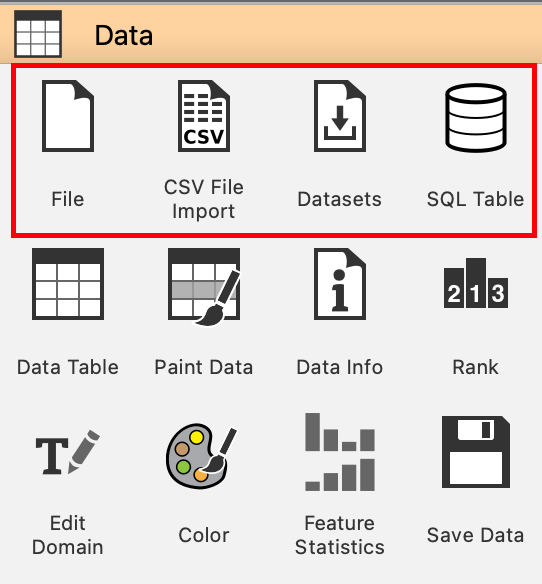 Data
CSV
File
CSV File
Import
Datasets
SQL Table
2 1 3
Data Table
Paint Data
Data Info
Rank
T
Edit
Domain
Color
Feature
Statistics
Save Data